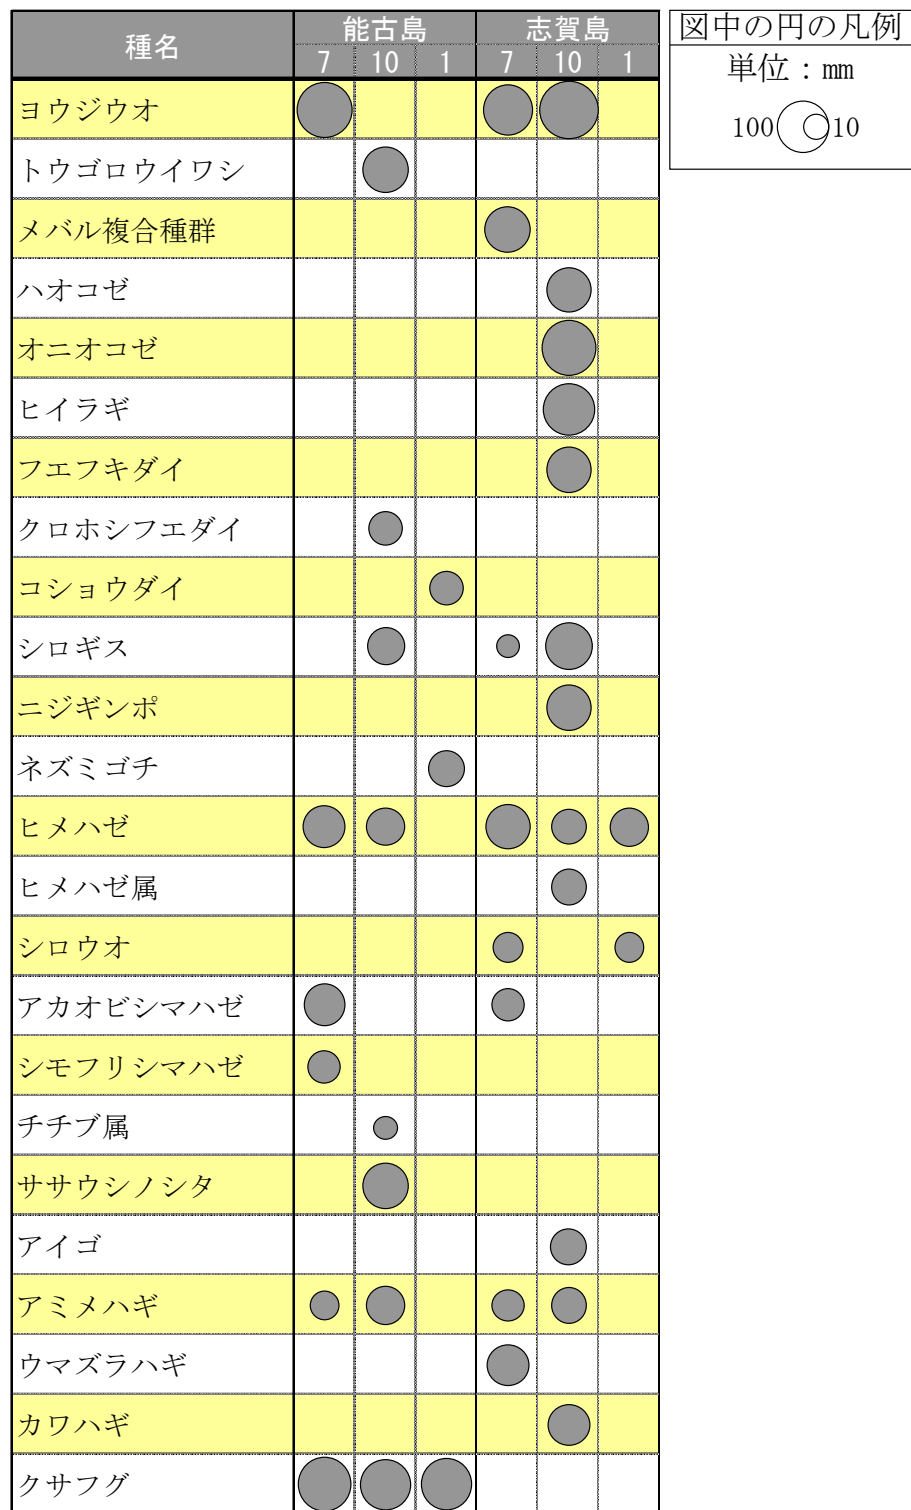 種名 能古島 志賀島
7 10 1 7 10 1
ヨウジウオ
トウゴロウイワシ
メバル複合種群
ハオコゼ
オニオコゼ
ヒイラギ
フエフキダイ
クロホシフエダイ
コショウダイ
シロギス
ニジギンポ
ネズミゴチ
ヒメハゼ
ヒメハゼ属
シロウオ
アカオビシマハゼ
シモフリシマハゼ
チチブ属
ササウシノシタ
アイゴ
アミメハギ
ウマズラハギ
カワハギ
クサフグ
図中の円の凡例
単位：mm
100 10